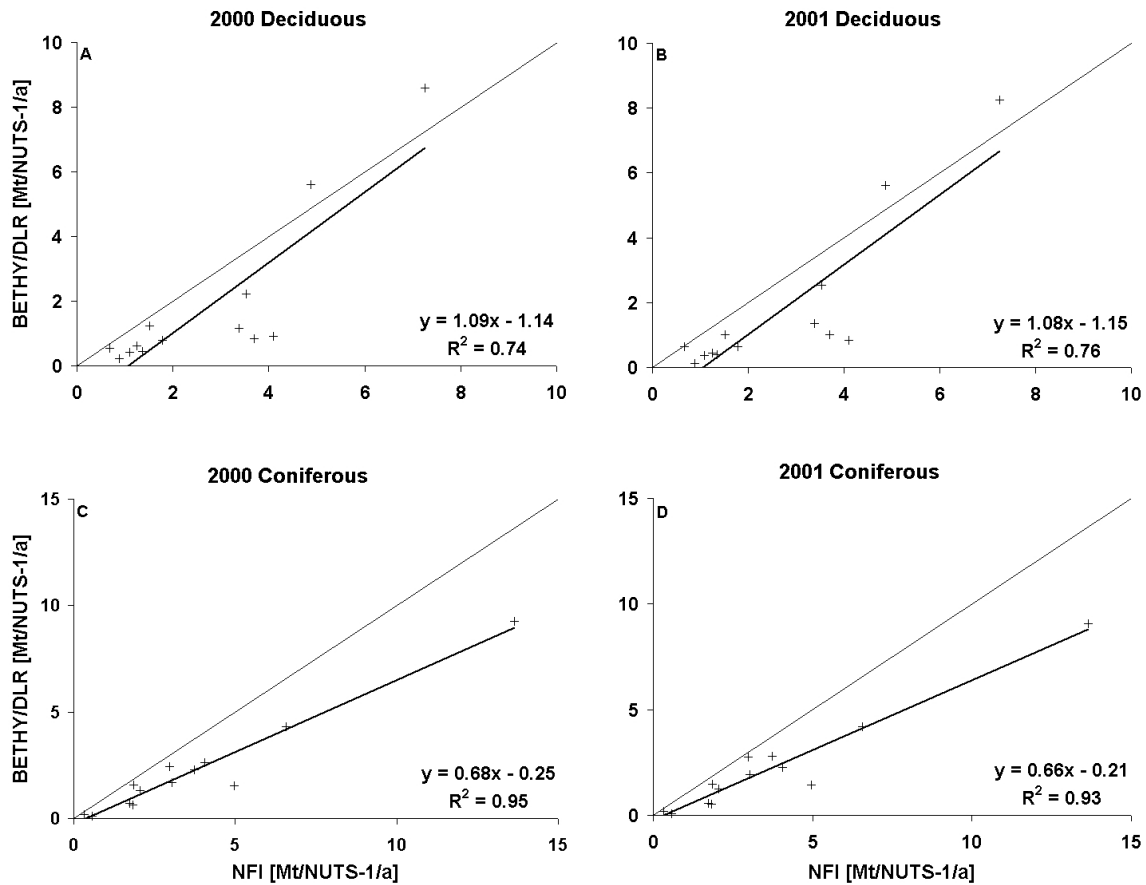 2000 Deciduous
A
BETHY/DLR [Mt/NUTS-1/a]
10
8
6
4
2
0
y = 1.09x - 1.14
R² = 0.74
0 2 4 6 8 10
2001 Deciduous
B
10
8
6
4
2
0
y = 1.08x - 1.15
R² = 0.76
0 2 4 6 8 10
2000 Coniferous
C
BETHY/DLR [Mt/NUTS-1/a]
15
10
5
0
y = 0.68x - 0.25
R² = 0.95
0 5 10 15
NFI [Mt/NUTS-1/a]
2001 Coniferous
D
15
10
5
0
y = 0.66x - 0.21
R² = 0.93
0 5 10 15
NFI [Mt/NUTS-1/a]